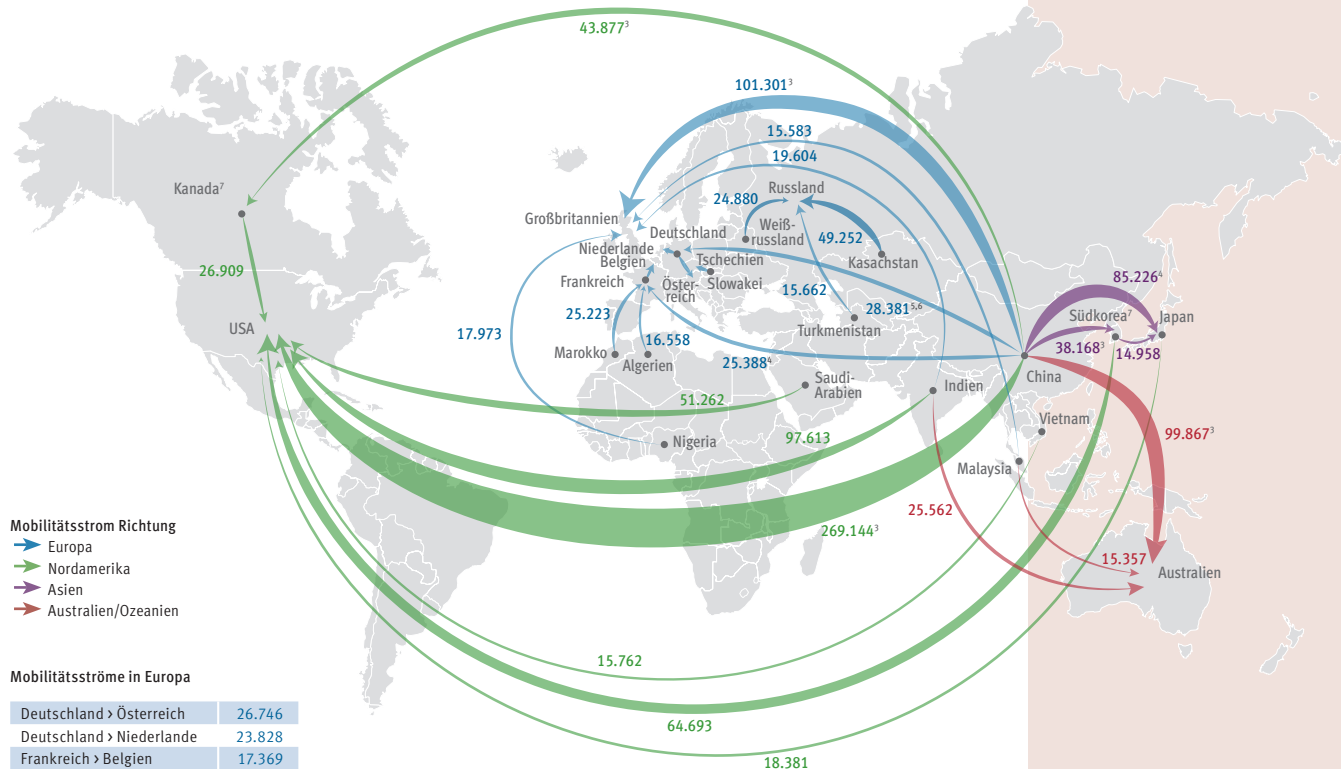 43.877³
101.301³
15.583
19.604
Kanada⁷
Russland
24.880
Großbritannien
Deutschland
Weiß-
russland
49.252
Niederlande
Belgien
Tschechien
Kasachstan
26.909
Frankreich
Öster-
reich
Slowakei
15.662
85.226⁴
28.381⁵,⁶
25.223
Südkorea⁷
Japan
USA
17.973
Turkmenistan
16.558
38.168³
14.958
Marokko
Algerien
25.388⁴
China
Saudi-
Arabien
Indien
51.262
Vietnam
97.613
99.867³
Nigeria
Malaysia
25.562
269.144³
15.357
Australien
Mobilitätsstrom Richtung
Europa
Nordamerika
Asien
Australien/Ozeanien
15.762
Mobilitätsströme in Europa
Deutschland › Österreich 26.746
Deutschland › Niederlande 23.828
Frankreich › Belgien 17.369
64.693
18.381